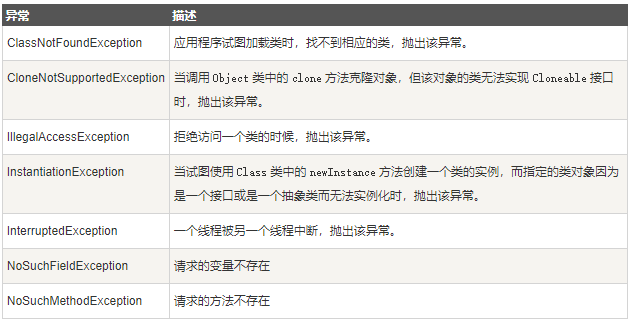 异常 描述
ClassNotFoundException 应用程序试图加载类时，找不到相应的类，抛出该异常。
CloneNotSupportedException 当调用 Object 类中的 clone 方法克隆对象，但该对象的类无法实现 Cloneable 接口
时，抛出该异常。
IllegalAccessException 拒绝访问一个类的时候，抛出该异常。
InstantiationException 当试图使用 Class 类中的 newInstance 方法创建一个类的实例，而指定的类对象因为
是一个接口或是一个抽象类而无法实例化时，抛出该异常。
InterruptedException 一个线程被另一个线程中断，抛出该异常。
NoSuchFieldException 请求的变量不存在
NoSuchMethodException 请求的方法不存在